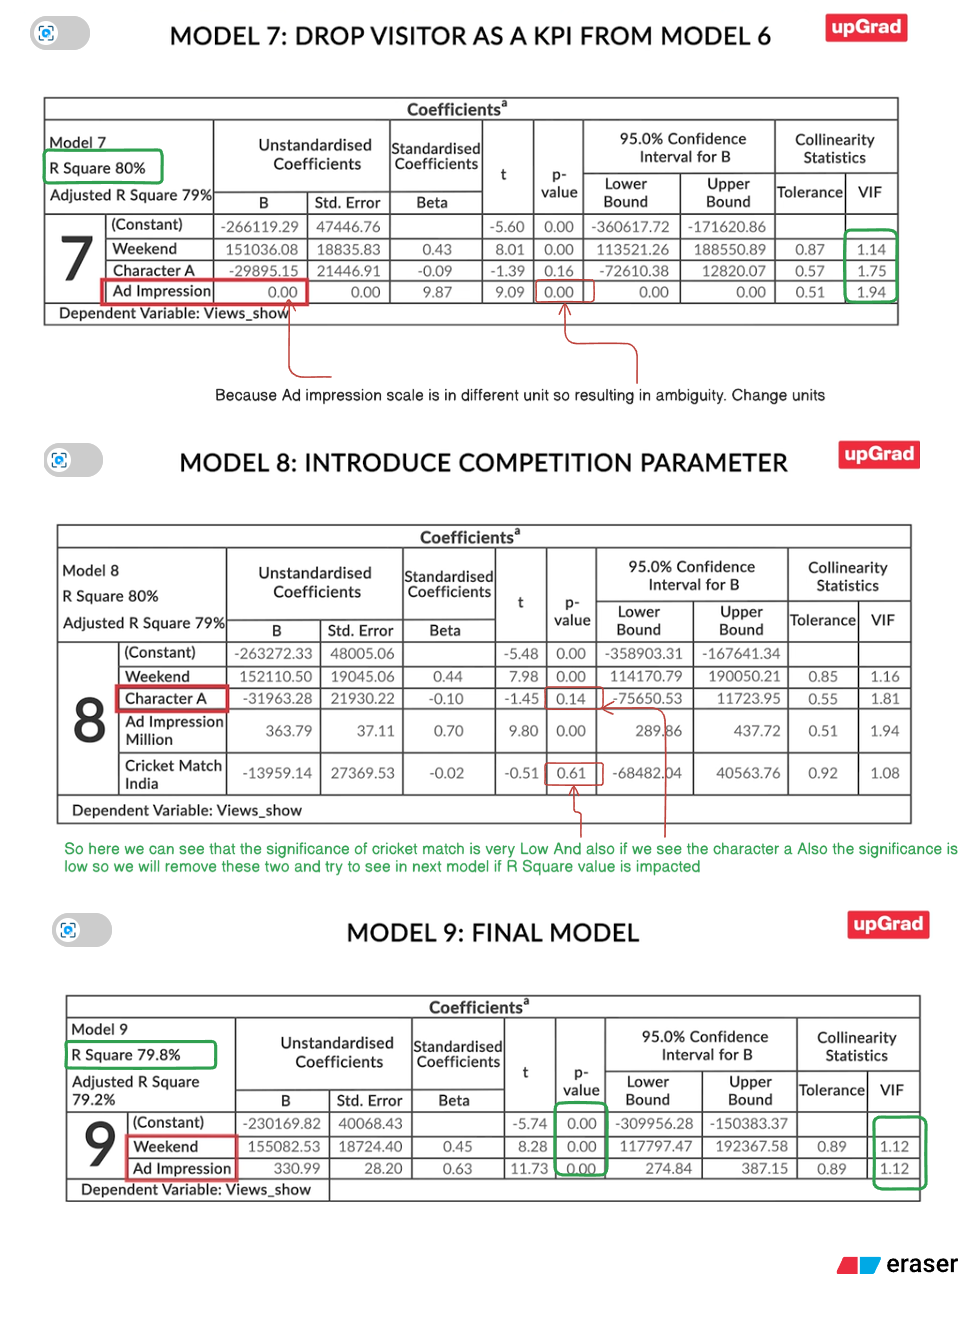 MODEL 7: DROP VISITOR AS A KPI FROM MODEL 6
upGrad
Coefficientsᵃ
Model 7
R Square 80%
Adjusted R Square 79%
Unstandardised Coefficients
Standardised Coefficients
t
p-value
95.0% Confidence Interval for B
Collinearity Statistics
B
Std. Error
Beta
Lower Bound
Upper Bound
Tolerance
VIF
7
(Constant) -266119.29 47446.76 -5.60 0.00 -360617.72 -171620.86
Weekend 151036.08 18835.83 0.43 8.01 0.00 113521.26 188550.89 0.87 1.14
Character A -29895.15 21446.91 -0.09 -1.39 0.16 -72610.38 12820.07 0.57 1.75
Ad Impression 0.00 0.00 9.87 9.09 0.00 0.00 0.00 0.51 1.94
Dependent Variable: Views_show
Because Ad impression scale is in different unit so resulting in ambiguity. Change units
MODEL 8: INTRODUCE COMPETITION PARAMETER
upGrad
Coefficientsᵃ
Model 8
R Square 80%
Adjusted R Square 79%
Unstandardised Coefficients
Standardised Coefficients
t
p-value
95.0% Confidence Interval for B
Collinearity Statistics
B
Std. Error
Beta
Lower Bound
Upper Bound
Tolerance
VIF
8
(Constant) -263272.33 48005.06 -5.48 0.00 -358903.31 -167641.34
Weekend 152110.50 19045.06 0.44 7.98 0.00 114170.79 190050.21 0.85 1.16
Character A -31963.28 21930.22 -0.10 -1.45 0.14 -75650.53 11723.95 0.55 1.81
Ad Impression Million 363.79 37.11 0.70 9.80 0.00 289.86 437.72 0.51 1.94
Cricket Match India -13959.14 27369.53 -0.02 -0.51 0.61 -68482.04 40563.76 0.92 1.08
Dependent Variable: Views_show
So here we can see that the significance of cricket match is very Low And also if we see the character a Also the significance is
low so we will remove these two and try to see in next model if R Square value is impacted
MODEL 9: FINAL MODEL
upGrad
Coefficientsᵃ
Model 9
R Square 79.8%
Adjusted R Square 79.2%
Unstandardised Coefficients
Standardised Coefficients
t
p-value
95.0% Confidence Interval for B
Collinearity Statistics
B
Std. Error
Beta
Lower Bound
Upper Bound
Tolerance
VIF
9
(Constant) -230169.82 40068.43 -5.74 0.00 -309956.28 -150383.37
Weekend 155082.53 18724.40 0.45 8.28 0.00 117797.47 192367.58 0.89 1.12
Ad Impression 330.99 28.20 0.63 11.73 0.00 274.84 387.15 0.89 1.12
Dependent Variable: Views_show
eraser